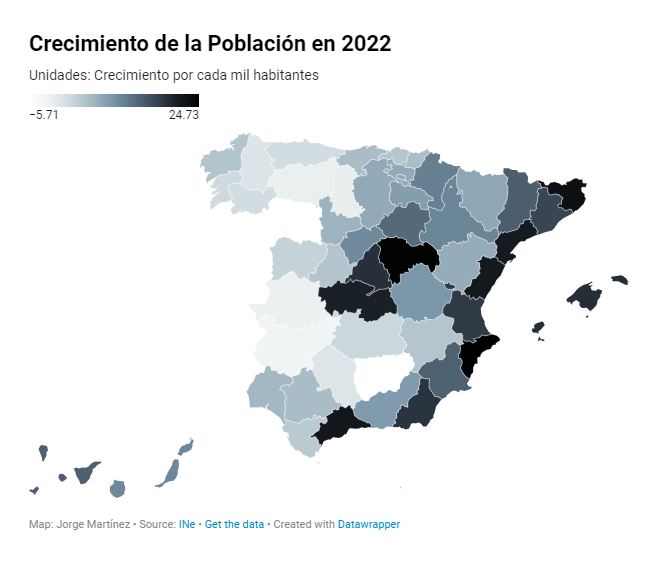 Crecimiento de la Población en 2022
Unidades: Crecimiento por cada mil habitantes
−5.71 24.73
Map: Jorge Martínez • Source: INe • Get the data • Created with Datawrapper